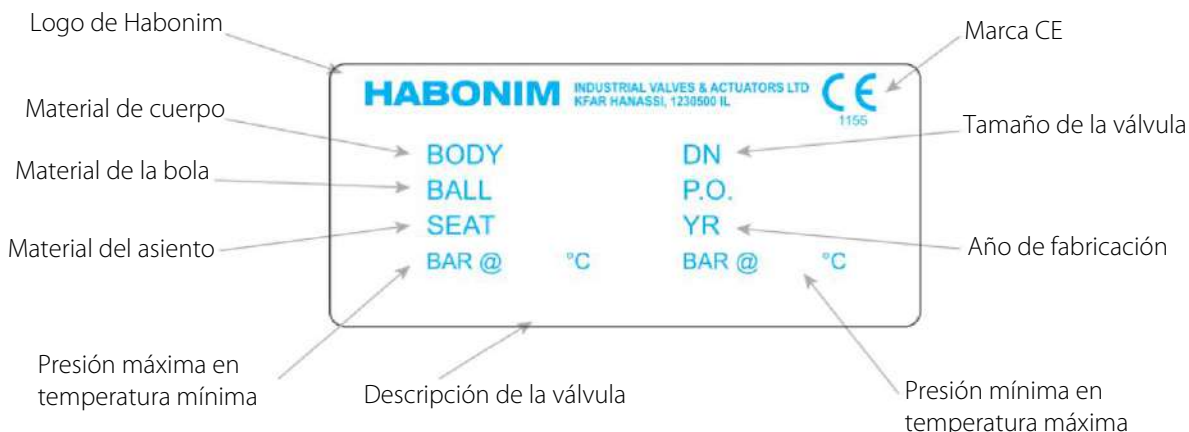 Logo de Habonim
Marca CE
HABONIM
INDUSTRIAL VALVES & ACTUATORS LTD
KFAR HANASSI, 1230500 IL
CE
1155
Material de cuerpo
BODY
DN
Tamaño de la válvula
Material de la bola
BALL
P.O.
Material del asiento
SEAT
YR
Año de fabricación
BAR @ °C
BAR @ °C
Presión máxima en
temperatura mínima
Descripción de la válvula
Presión mínima en
temperatura máxima